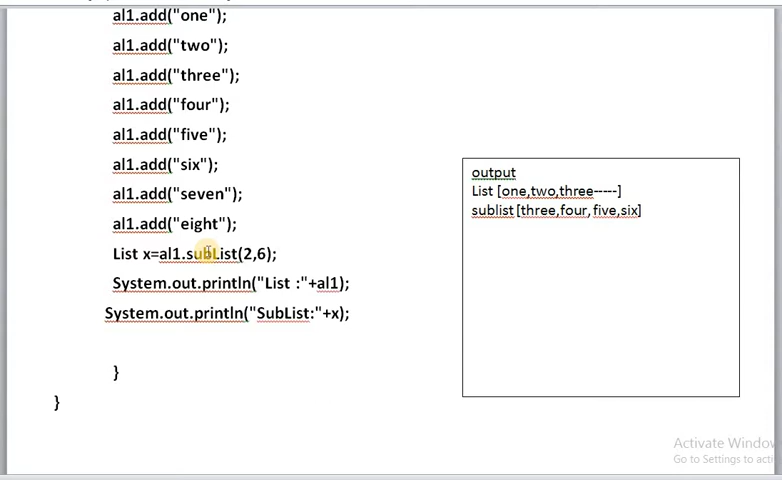 al1.add("one");
al1.add("two");
al1.add("three");
al1.add("four");
al1.add("five");
al1.add("six");
al1.add("seven");
al1.add("eight");
List x=al1.subList(2,6);
System.out.println("List :"+al1);
System.out.println("SubList:"+x);
}
}
output
List [one,two,three-----]
sublist [three,four, five,six]
Activate Window
Go to Settings to acti